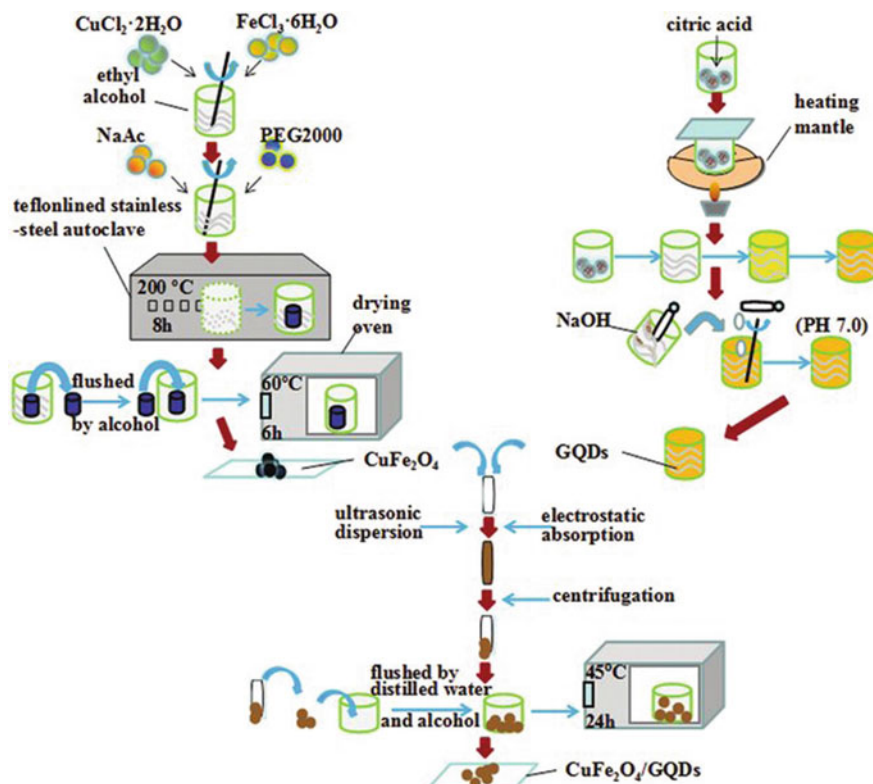 CuCl₂·2H₂O
FeCl₃·6H₂O
ethyl
alcohol
NaAc
PEG2000
teflonlined stainless
-steel autoclave
200 °C
8h
drying
oven
flushed
by alcohol
60°C
6h
CuFe₂O₄
citric acid
heating
mantle
NaOH
(PH 7.0)
GQDs
ultrasonic
dispersion
electrostatic
absorption
centrifugation
flushed by
distilled water
and alcohol
45°C
24h
CuFe₂O₄/GQDs